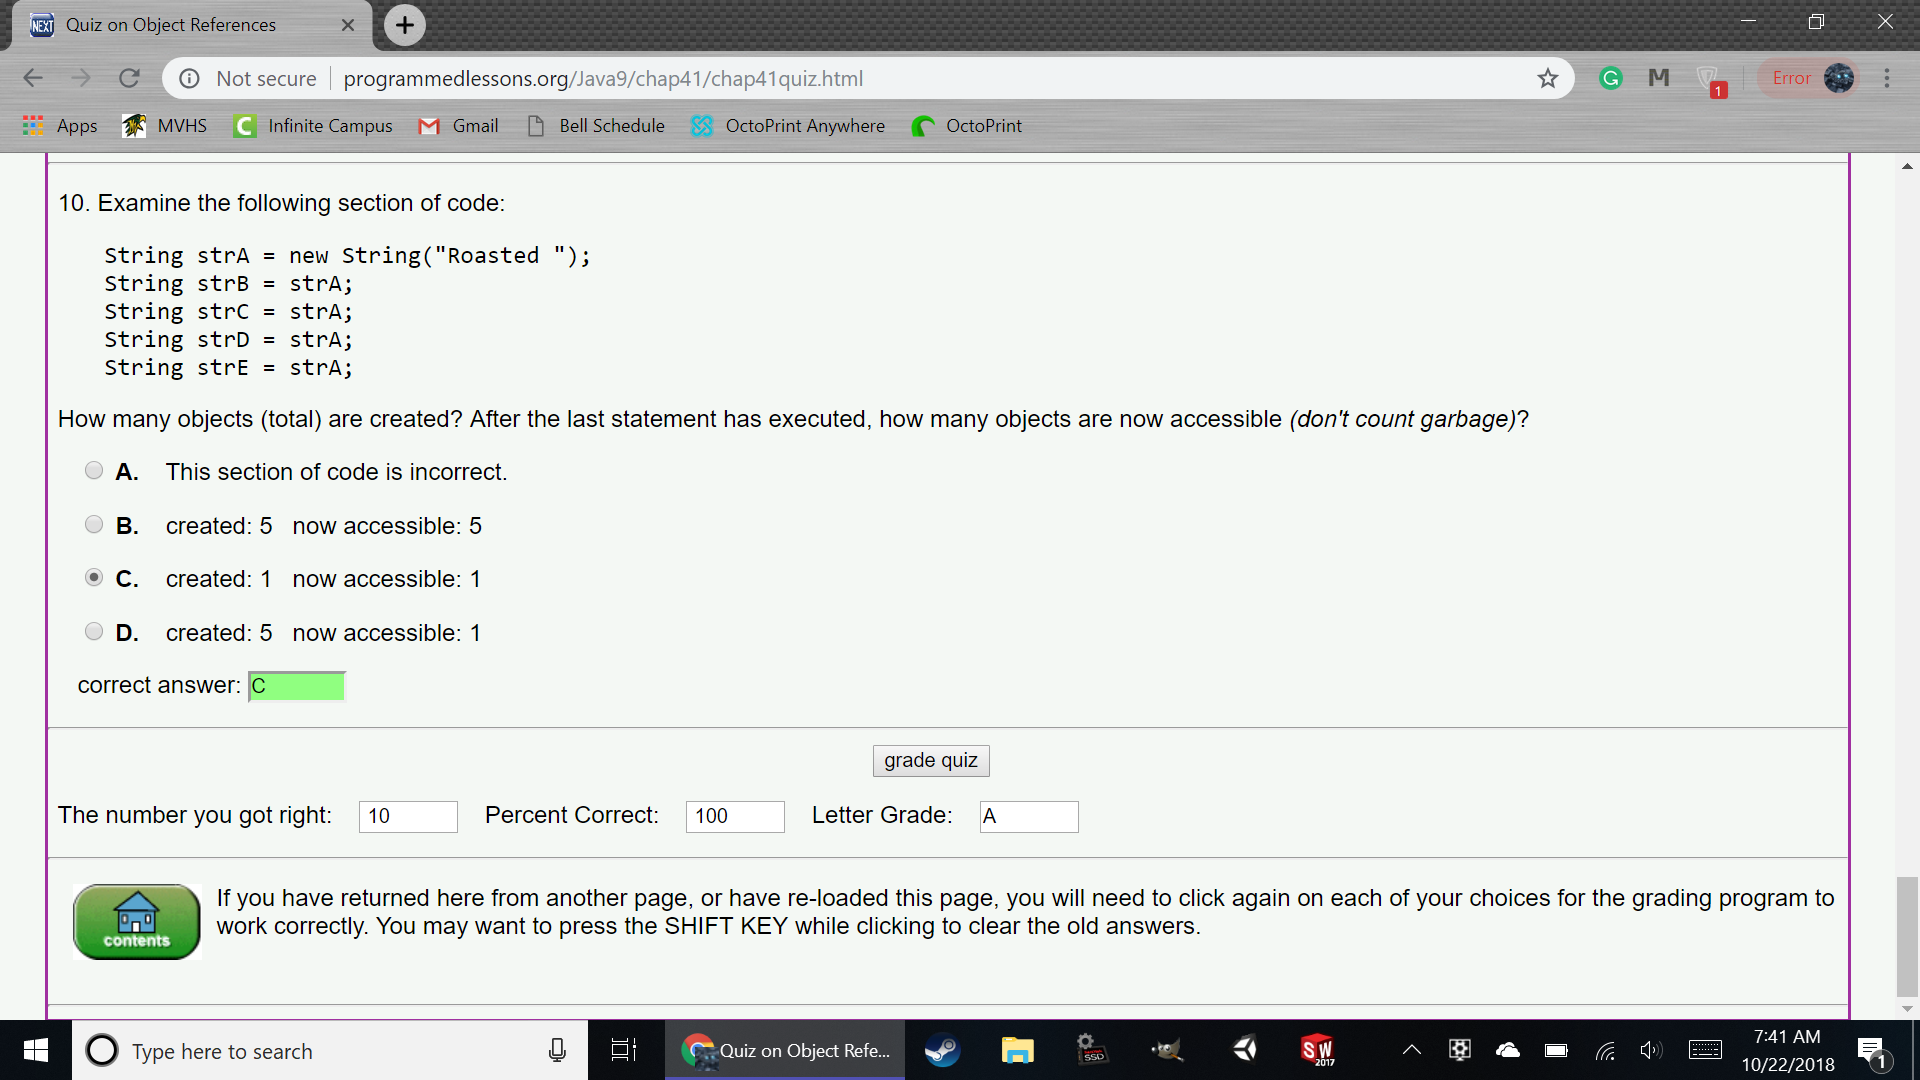 NEXT Quiz on Object References
Not secure programmedlessons.org/Java9/chap41/chap41quiz.html
G M 1 Error
Apps MVHS C Infinite Campus Gmail Bell Schedule OctoPrint Anywhere OctoPrint
10. Examine the following section of code:
String strA = new String("Roasted ");
String strB = strA;
String strC = strA;
String strD = strA;
String strE = strA;
How many objects (total) are created? After the last statement has executed, how many objects are now accessible (don't count garbage)?
A. This section of code is incorrect.
B. created: 5 now accessible: 5
C. created: 1 now accessible: 1
D. created: 5 now accessible: 1
correct answer: C
grade quiz
The number you got right: 10 Percent Correct: 100 Letter Grade: A
If you have returned here from another page, or have re-loaded this page, you will need to click again on each of your choices for the grading program to
work correctly. You may want to press the SHIFT KEY while clicking to clear the old answers.
contents
Type here to search
Quiz on Object Refe...
SSD
SW 2017
7:41 AM
10/22/2018
1